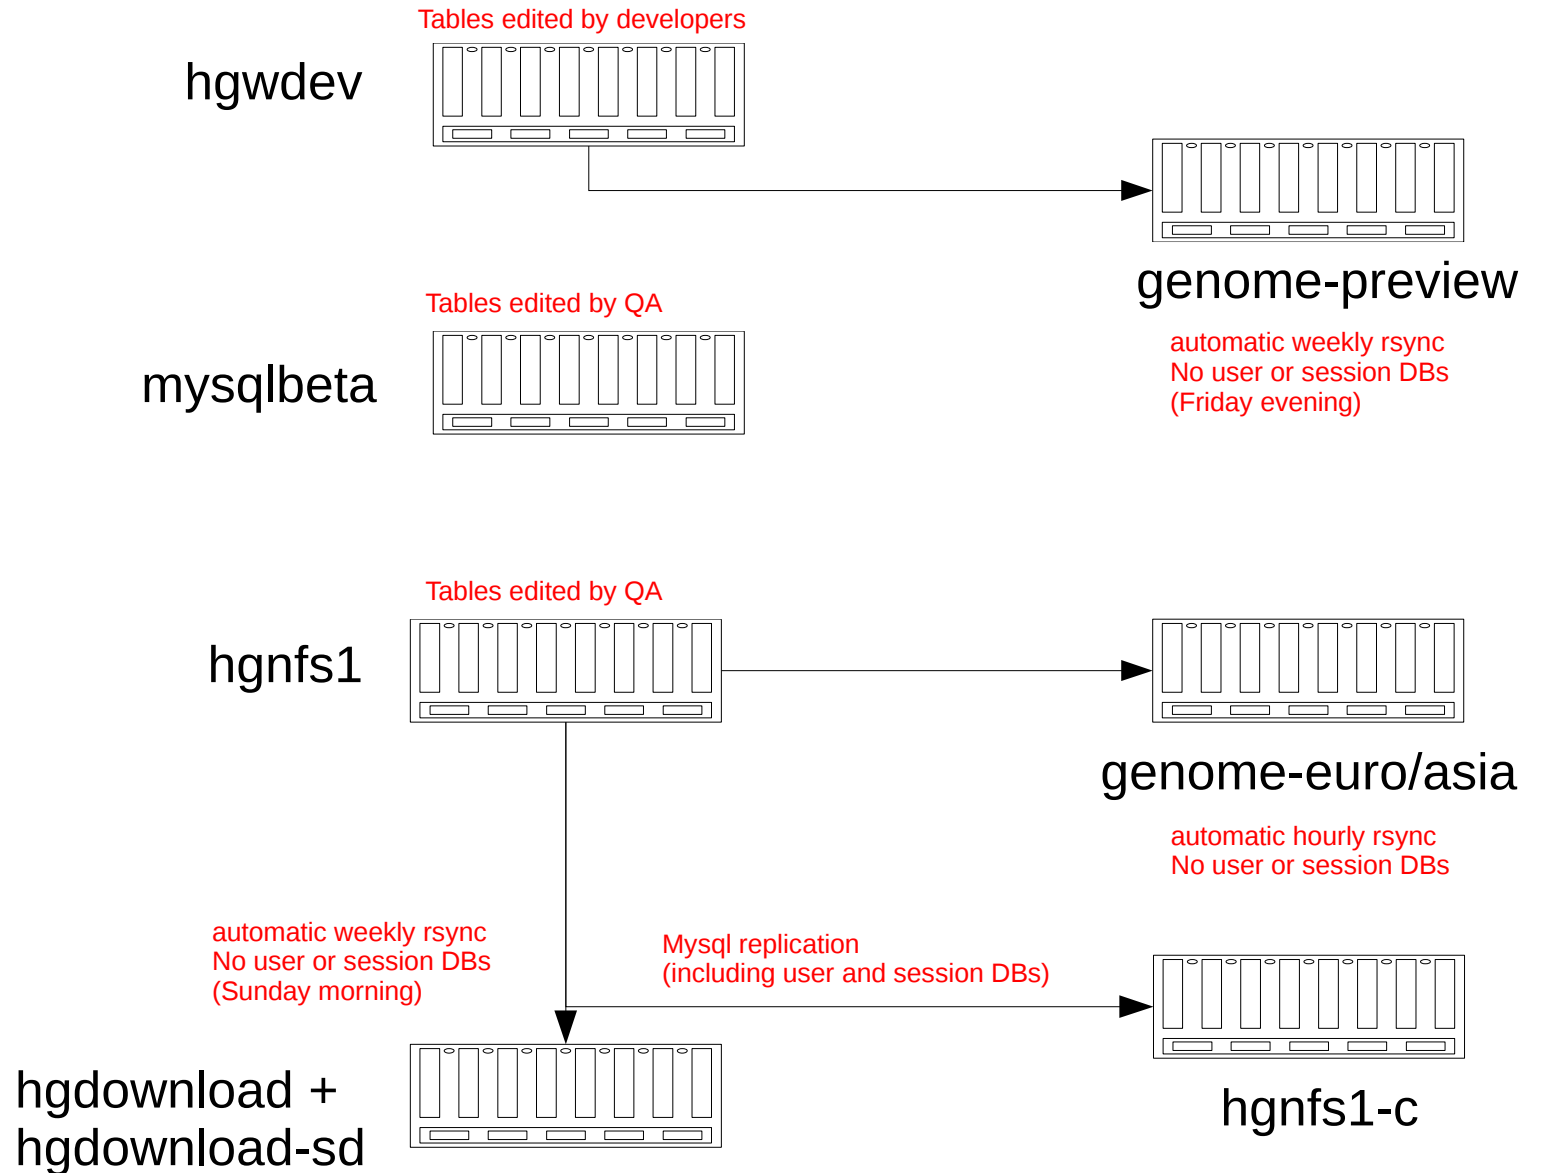 Tables edited by developers
hgwdev
genome-preview
automatic weekly rsync
No user or session DBs
(Friday evening)
Tables edited by QA
mysqlbeta
Tables edited by QA
hgnfs1
genome-euro/asia
automatic hourly rsync
No user or session DBs
automatic weekly rsync
No user or session DBs
(Sunday morning)
Mysql replication
(including user and session DBs)
hgdownload +
hgdownload-sd
hgnfs1-c